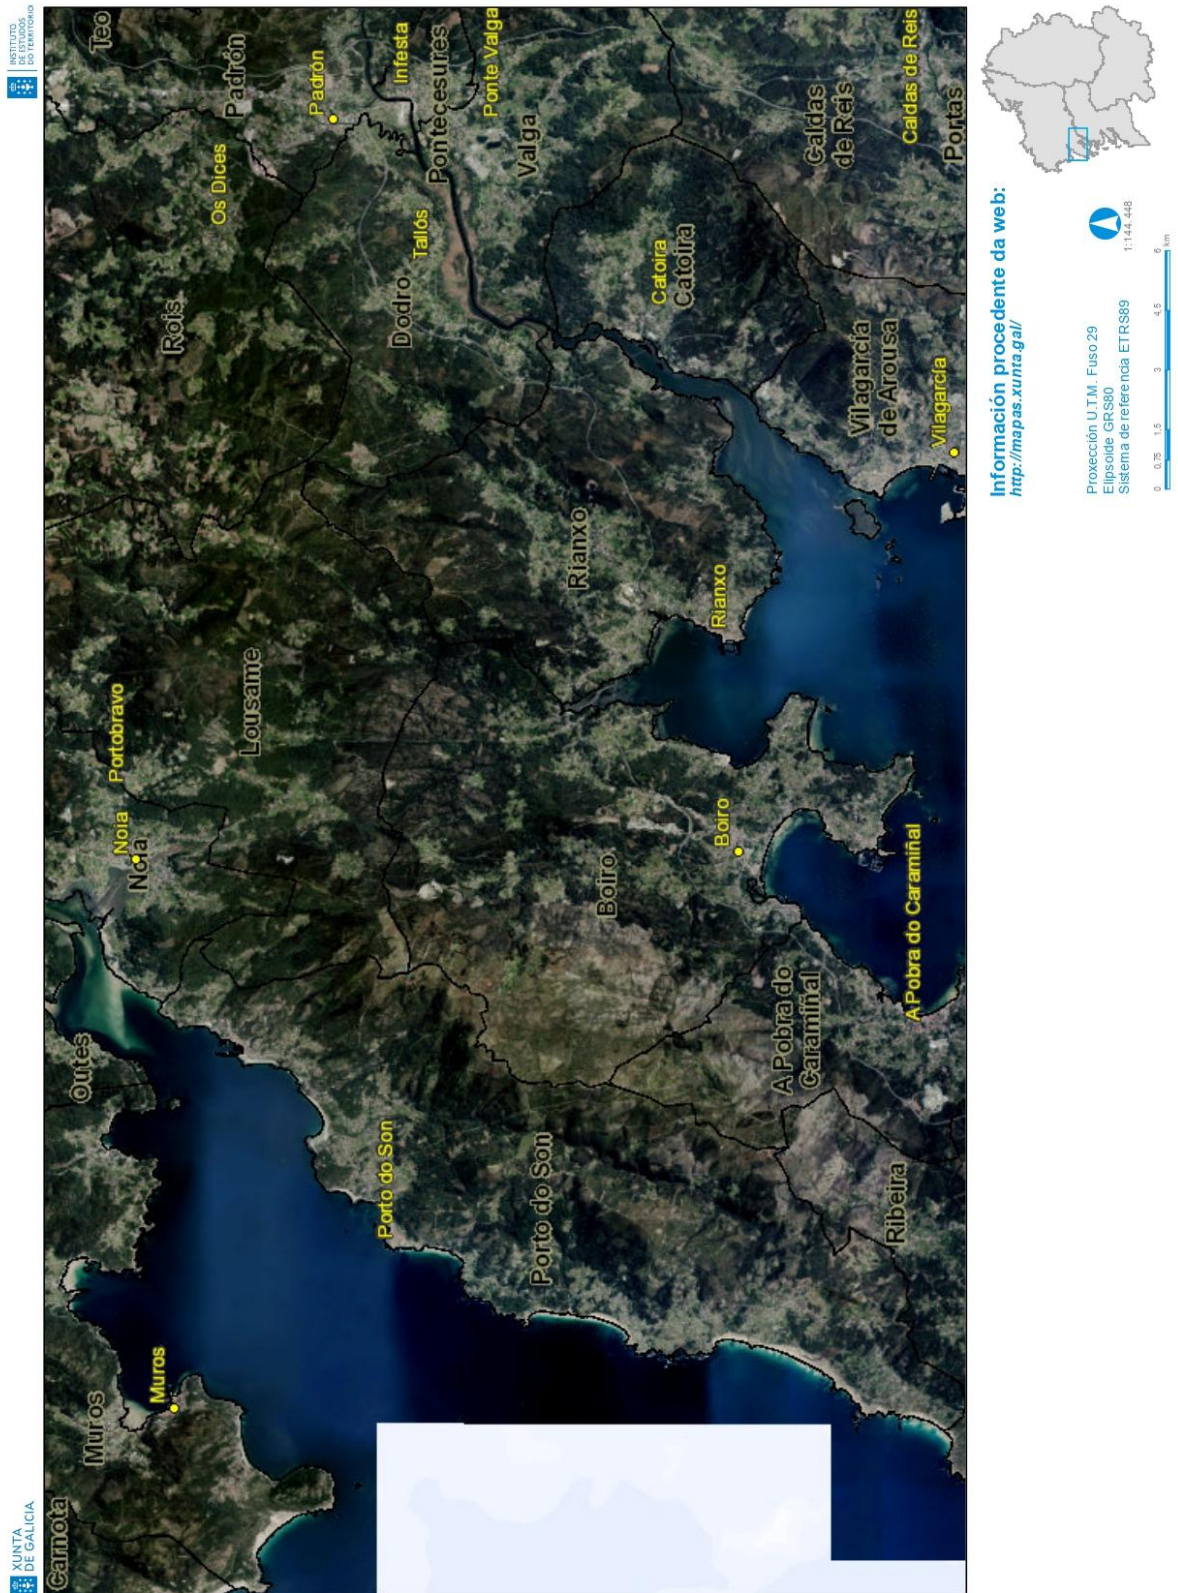 XUNTA
DE GALICIA
INSTITUTO
DE ESTUDOS
DO TERRITORIO
Carnota
Muros
Muros
Outes
Noia
Noia
Portobravo
Lousame
Rois
Os Dices
Teo
Padrón
Padrón
Infesta
Pontecesures
Ponte Valga
Valga
Tallós
Dodro
Porto do Son
Porto do Son
Boiro
Boiro
Rianxo
Rianxo
Catoira
Catoira
Caldas
de Reis
Caldas de Reis
Portas
Vilagarcía
de Arousa
Vilagarcía
A Pobra do
Caramiñal
A Pobra do Caramiñal
Ribeira
Información procedente da web:
http://mapas.xunta.gal/
Proxección U.T.M. Fuso 29
Elipsoide GRS80
Sistema de referencia ETRS89
1:144.448
0 0.75 1.5 3 4.5 6
km